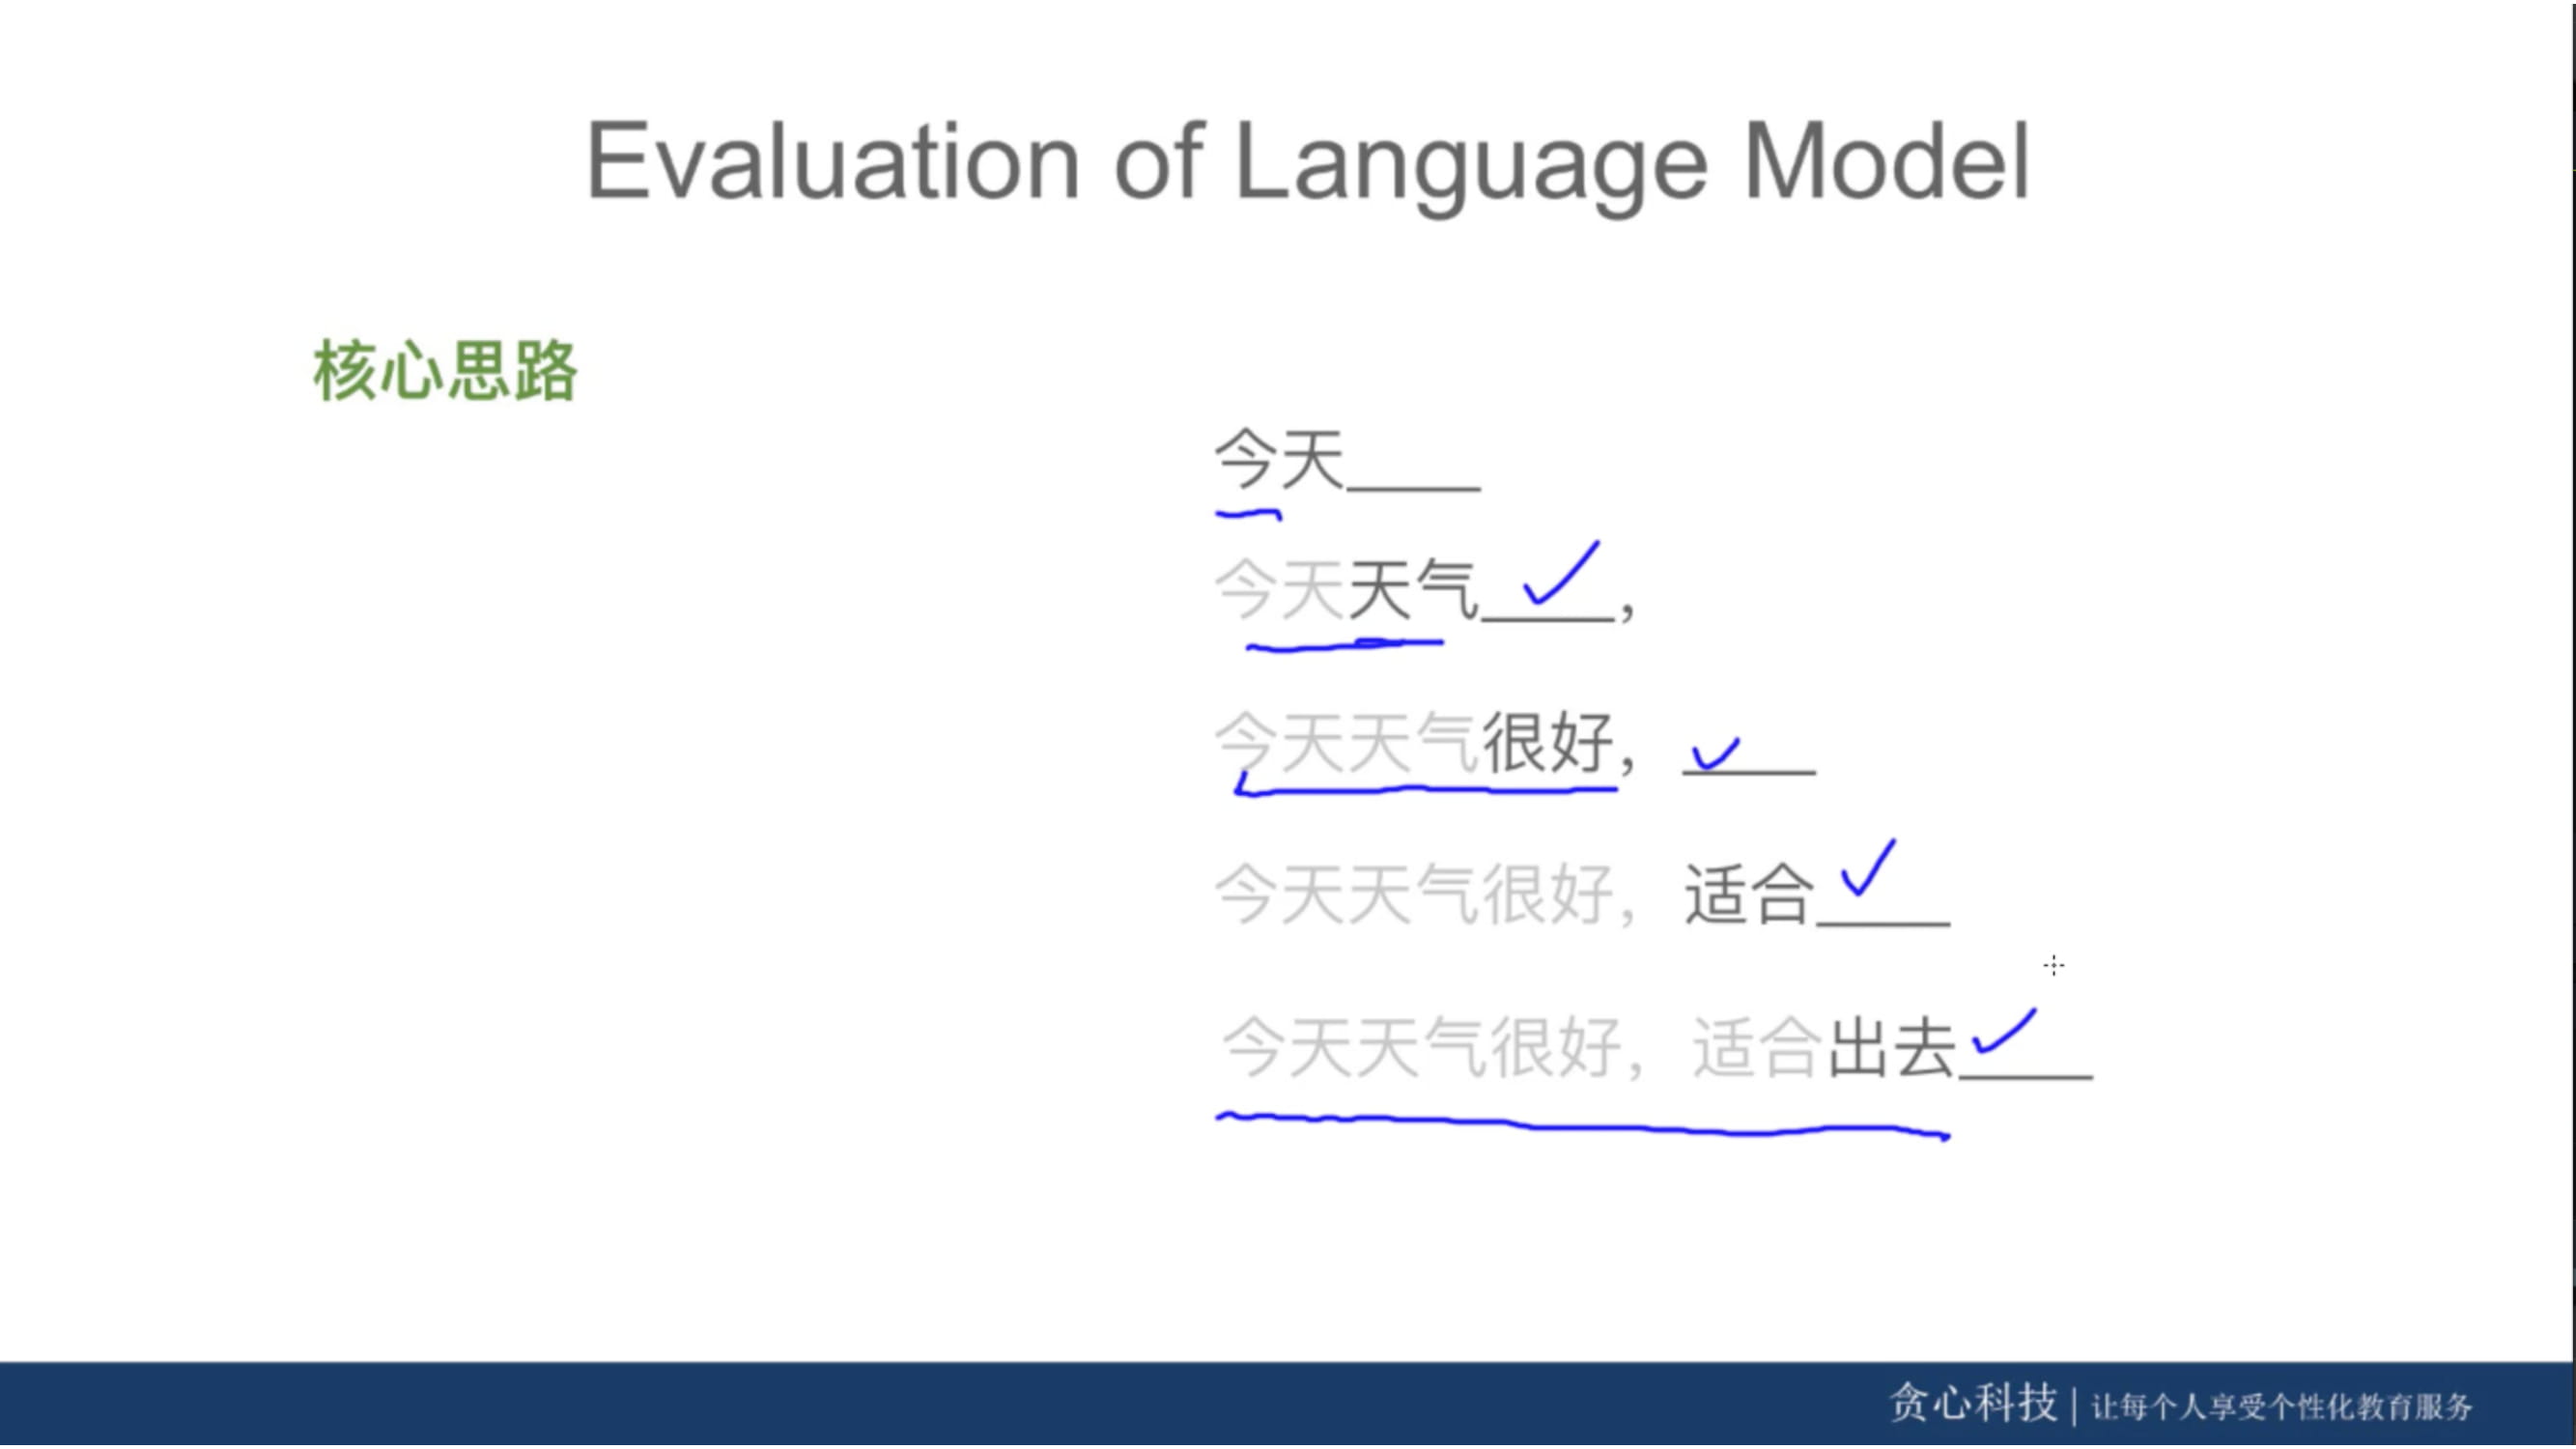 Evaluation of Language Model
核心思路
今天____
今天天气____,
今天天气很好, ____
今天天气很好, 适合____
今天天气很好, 适合出去____
贪心科技 | 让每个人享受个性化教育服务